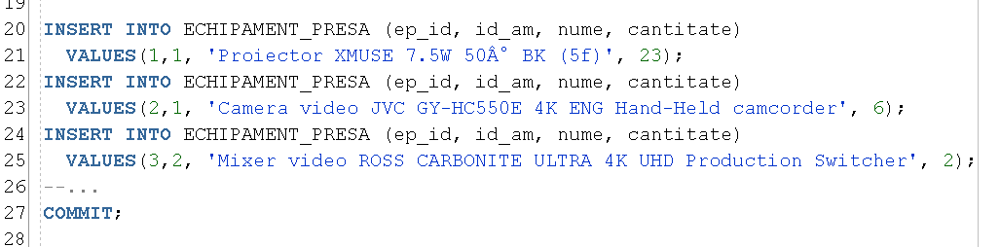 19
20 INSERT INTO ECHIPAMENT_PRESA (ep_id, id_am, nume, cantitate)
21   VALUES(1,1, 'Proiector XMUSE 7.5W 50Â° BK (5f)', 23);
22 INSERT INTO ECHIPAMENT_PRESA (ep_id, id_am, nume, cantitate)
23   VALUES(2,1, 'Camera video JVC GY-HC550E 4K ENG Hand-Held camcorder', 6);
24 INSERT INTO ECHIPAMENT_PRESA (ep_id, id_am, nume, cantitate)
25   VALUES(3,2, 'Mixer video ROSS CARBONITE ULTRA 4K UHD Production Switcher', 2);
26 --...
27 COMMIT;
28